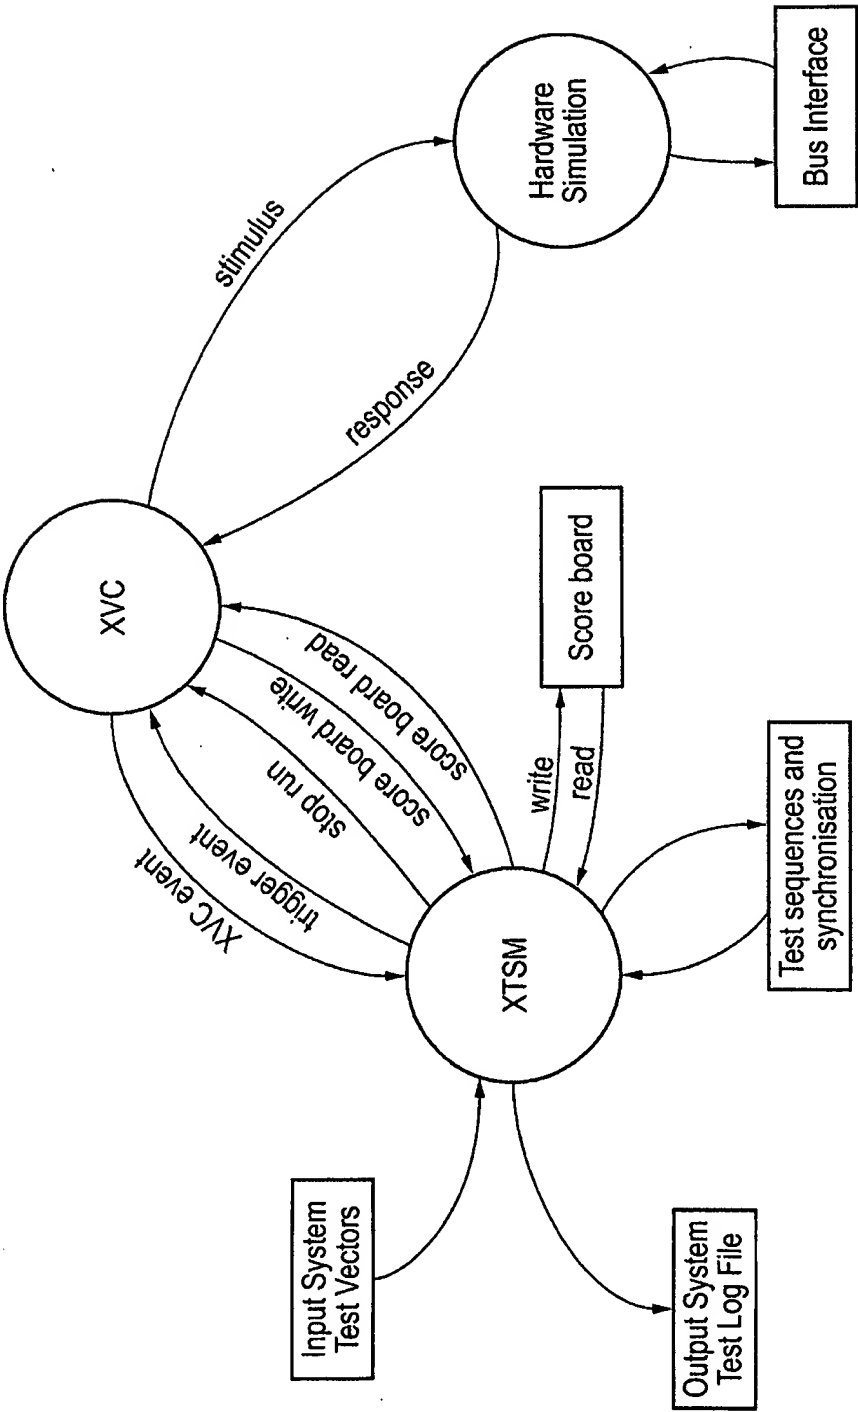 XVC
stimulus
response
Hardware
Simulation
Bus Interface
XVC event
trigger event
stop run
score board write
score board read
XTSM
write
read
Score board
Input System
Test Vectors
Output System
Test Log File
Test sequences and
synchronisation